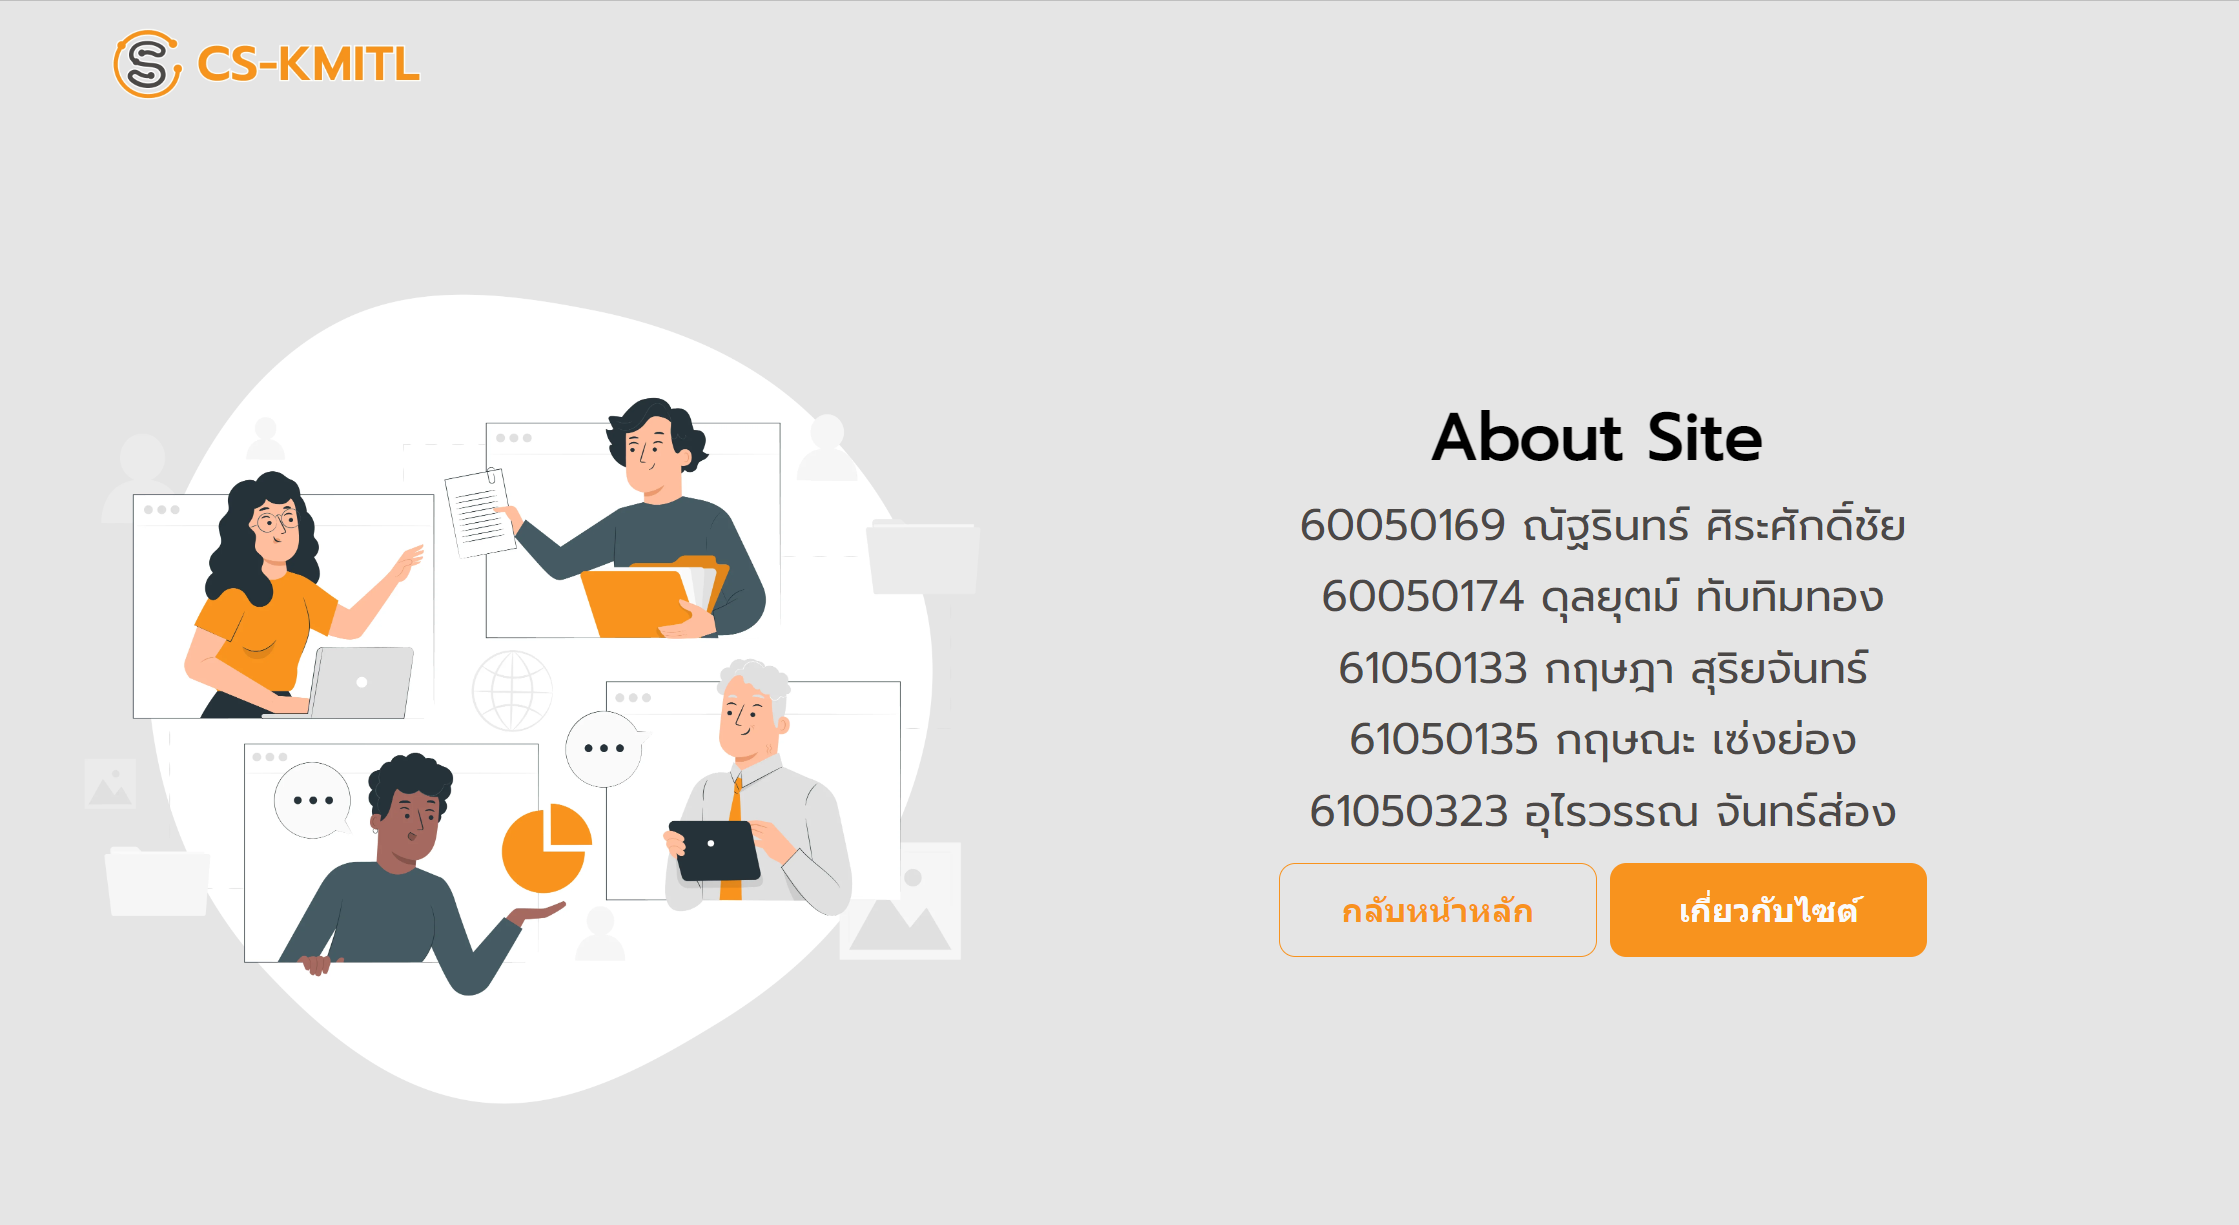 CS-KMITL
About Site
60050169 ณัฐรินทร์ ศิระศักดิ์ชัย
60050174 ดุลยุตม์ ทับทิมทอง
61050133 กฤษฎา สุริยจันทร์
61050135 กฤษณะ เซ่งย่อง
61050323 อุไรวรรณ จันทร์ส่อง
กลับหน้าหลัก
เกี่ยวกับไซต์